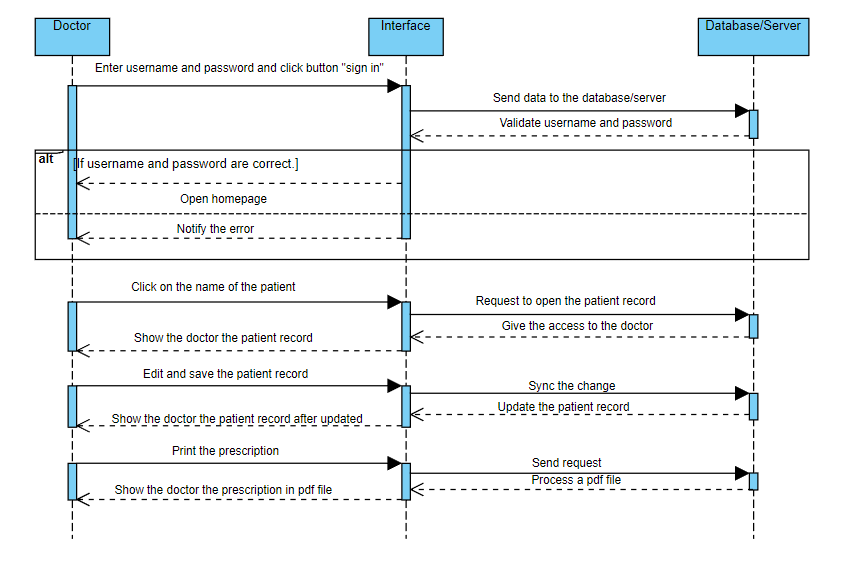 Doctor
Interface
Database/Server
Enter username and password and click button "sign in"
Send data to the database/server
Validate username and password
alt
[If username and password are correct.]
Open homepage
Notify the error
Click on the name of the patient
Request to open the patient record
Give the access to the doctor
Show the doctor the patient record
Edit and save the patient record
Sync the change
Update the patient record
Show the doctor the patient record after updated
Print the prescription
Send request
Process a pdf file
Show the doctor the prescription in pdf file